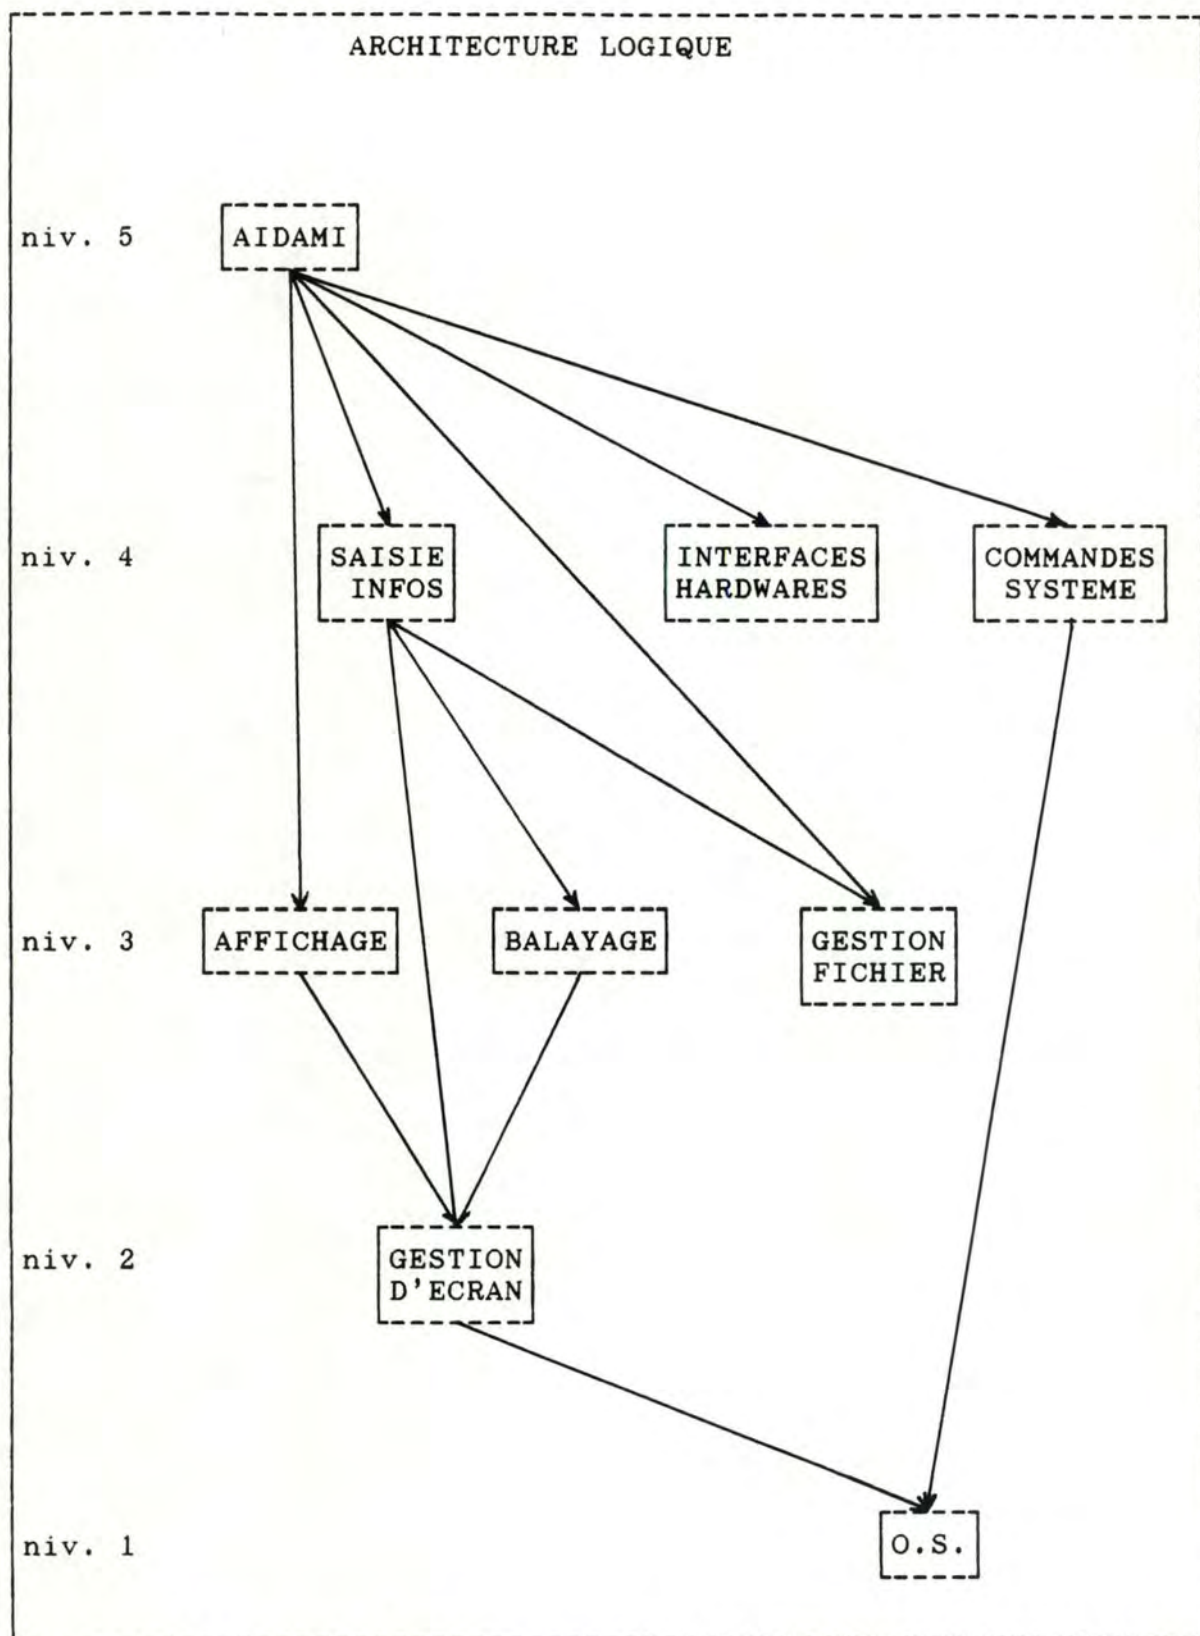 ARCHITECTURE LOGIQUE
niv. 5
AIDAMI
niv. 4
SAISIE
INFOS
INTERFACES
HARDWARES
COMMANDES
SYSTEME
niv. 3
AFFICHAGE
BALAYAGE
GESTION
FICHIER
niv. 2
GESTION
D'ECRAN
niv. 1
O.S.